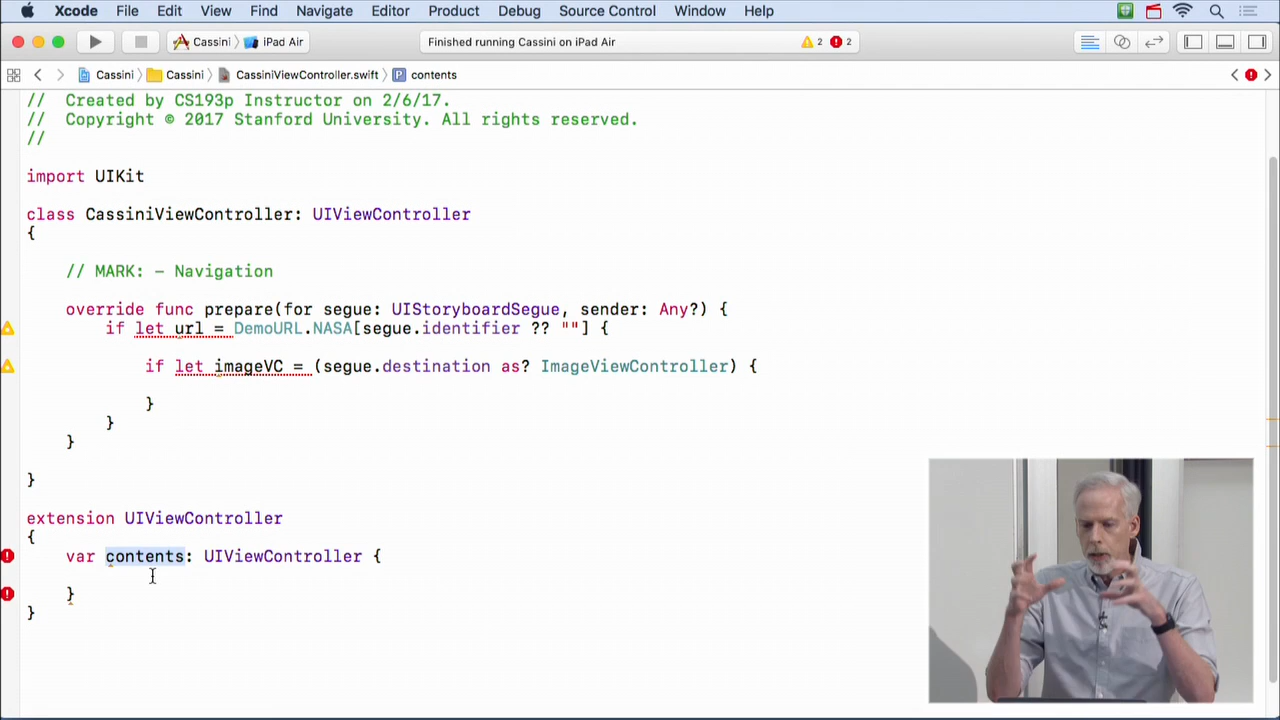 Xcode File Edit View Find Navigate Editor Product Debug Source Control Window Help
Cassini iPad Air Finished running Cassini on iPad Air 2 2
Cassini Cassini CassiniViewController.swift P contents
// Created by CS193p Instructor on 2/6/17.
// Copyright © 2017 Stanford University. All rights reserved.
//
import UIKit
class CassiniViewController: UIViewController
{
// MARK: - Navigation
override func prepare(for segue: UIStoryboardSegue, sender: Any?) {
if let url = DemoURL.NASA[segue.identifier ?? ""] {
if let imageVC = (segue.destination as? ImageViewController) {
}
}
}
}
extension UIViewController
{
var contents: UIViewController {
}
}